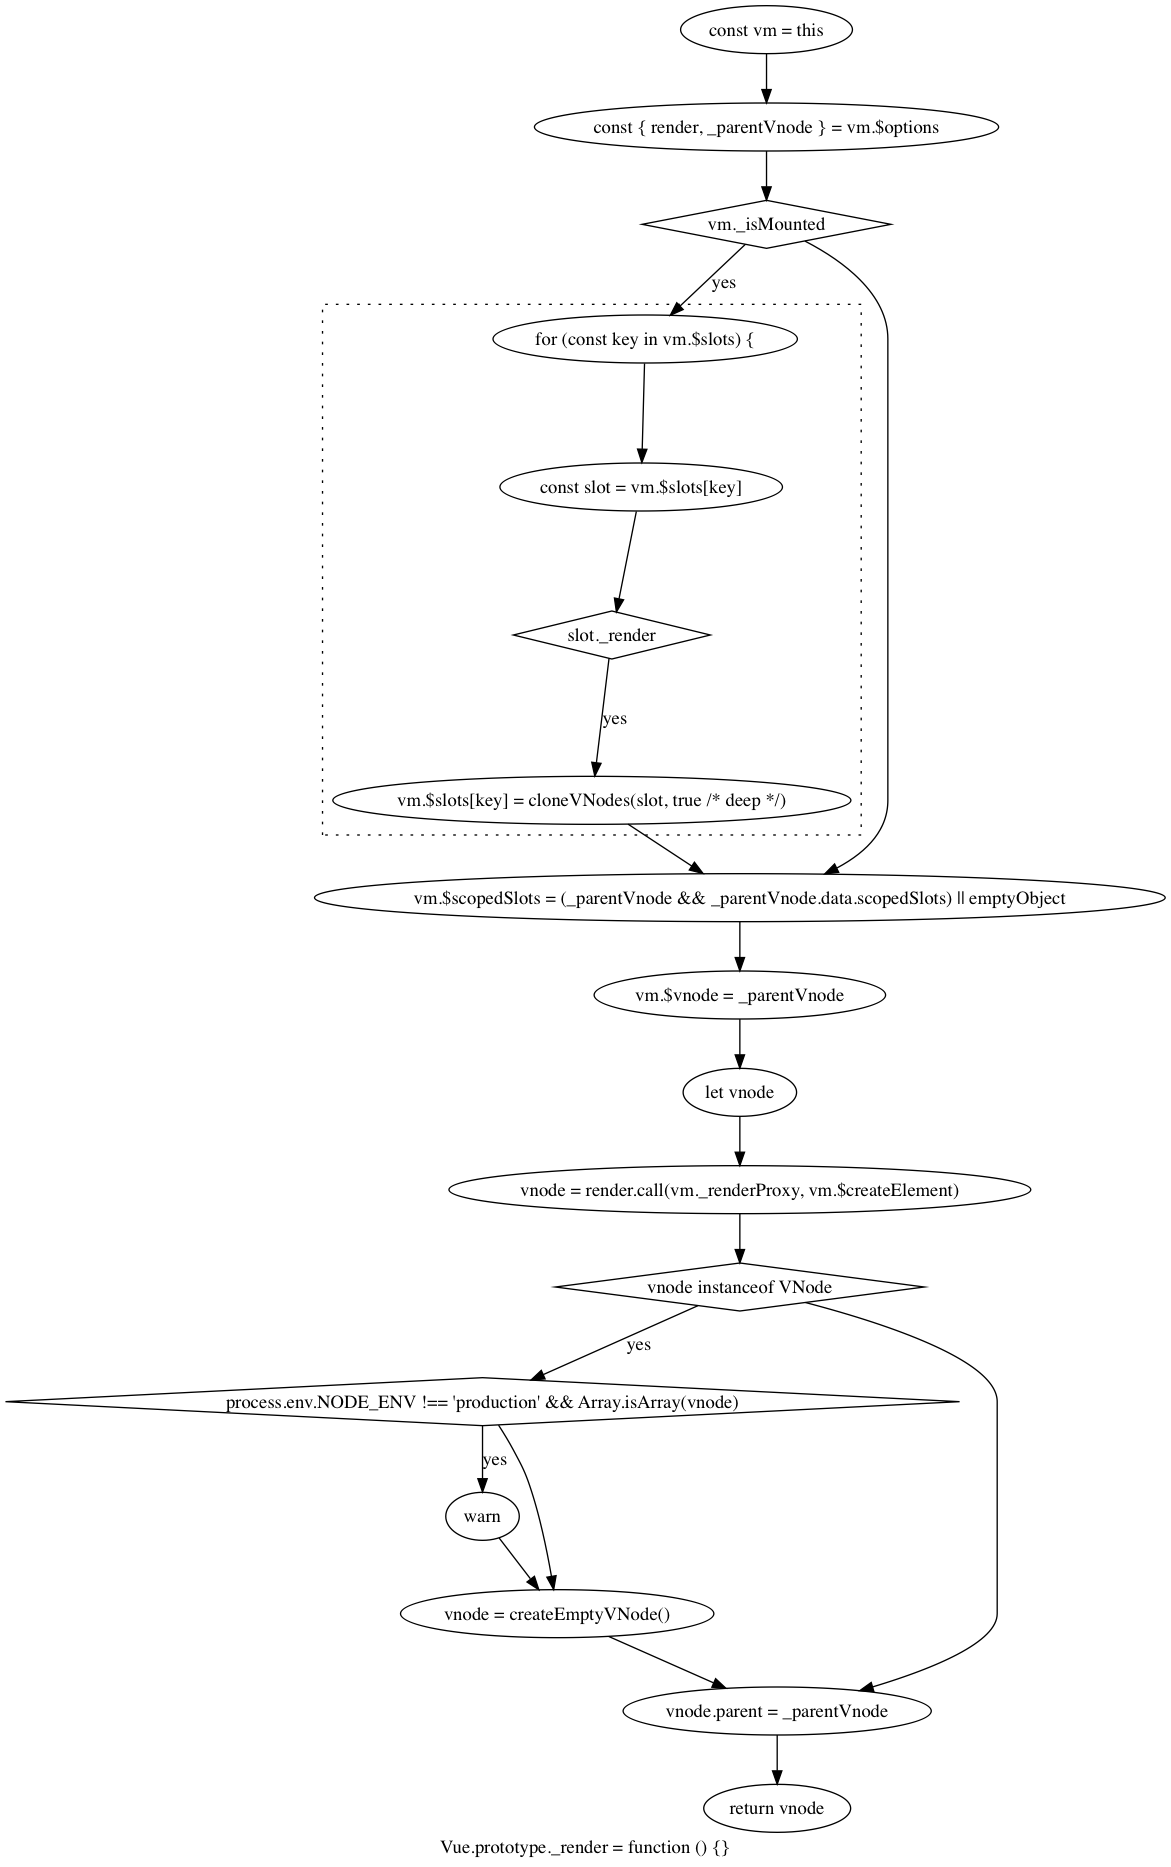 const vm = this
const { render, _parentVnode } = vm.$options
vm._isMounted
yes
for (const key in vm.$slots) {
const slot = vm.$slots[key]
slot._render
yes
vm.$slots[key] = cloneVNodes(slot, true /* deep */)
vm.$scopedSlots = (_parentVnode && _parentVnode.data.scopedSlots) || emptyObject
vm.$vnode = _parentVnode
let vnode
vnode = render.call(vm._renderProxy, vm.$createElement)
vnode instanceof VNode
yes
process.env.NODE_ENV !== 'production' && Array.isArray(vnode)
yes
warn
vnode = createEmptyVNode()
vnode.parent = _parentVnode
return vnode
Vue.prototype._render = function () {}